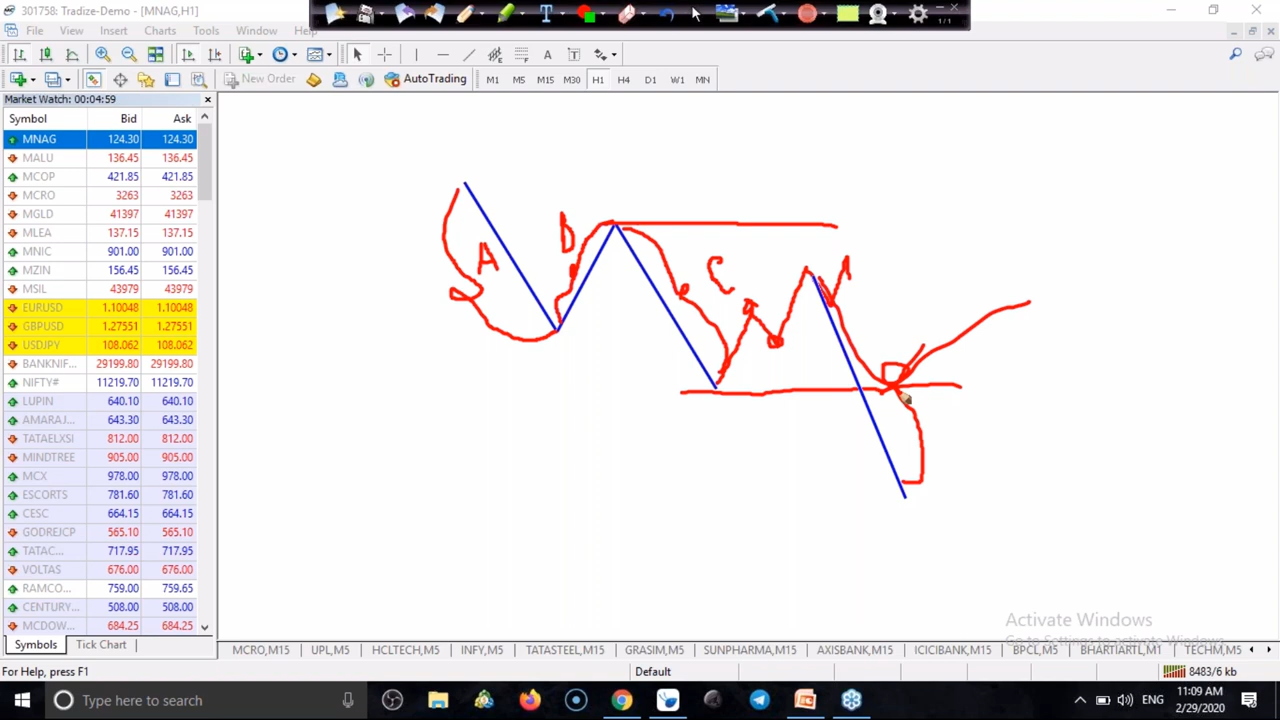 301758: Tradize-Demo - [MNAG,H1]
1/1
File View Insert Charts Tools Window Help
New Order AutoTrading M1 M5 M15 M30 H1 H4 D1 W1 MN
Market Watch: 00:04:59
Symbol Bid Ask
MNAG 124.30 124.30
MALU 136.45 136.45
MCOP 421.85 421.85
MCRO 3263 3263
MGLD 41397 41397
MLEA 137.15 137.15
MNIC 901.00 901.00
MZIN 156.45 156.45
MSIL 43979 43979
EURUSD 1.10048 1.10048
GBPUSD 1.27551 1.27551
USDJPY 108.062 108.062
BANKNIF... 29199.80 29199.80
NIFTY# 11219.70 11219.70
LUPIN 640.10 640.10
AMARAJ... 643.30 643.30
TATAELXSI 812.00 812.00
MINDTREE 905.00 905.00
MCX 978.00 978.00
ESCORTS 781.60 781.60
CESC 664.15 664.15
GODREJCP 565.10 565.10
TATAC... 717.95 717.95
VOLTAS 676.00 676.00
RAMCO... 759.00 759.65
CENTURY... 508.00 508.00
MCDOW... 684.25 684.25
A
C
Activate Windows
Go to Settings to activate Windows.
Symbols Tick Chart
MCRO,M15 UPL,M5 HCLTECH,M5 INFY,M5 TATASTEEL,M15 GRASIM,M5 SUNPHARMA,M5 AXISBANK,M15 ICICIBANK,M15 BPCL,M5 BHARTIARTL,M1 TECHM,M5
For Help, press F1 Default 8483/6 kb
Type here to search
ENG 11:09 AM
2/29/2020